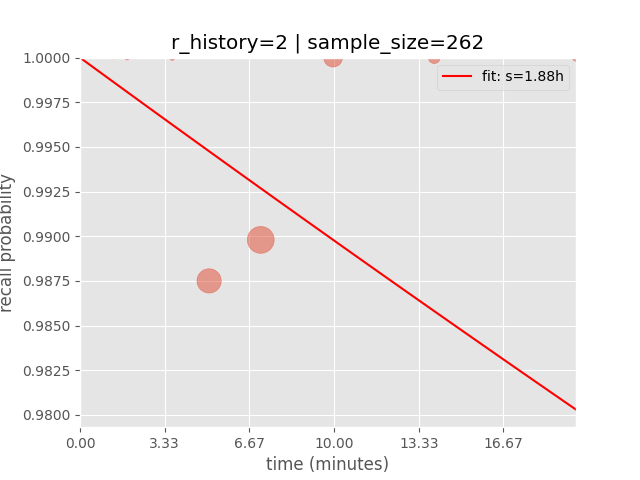 r_history=2 | sample_size=262
fit: s=1.88h
recall probability
1.0000
0.9975
0.9950
0.9925
0.9900
0.9875
0.9850
0.9825
0.9800
0.00 3.33 6.67 10.00 13.33 16.67
time (minutes)